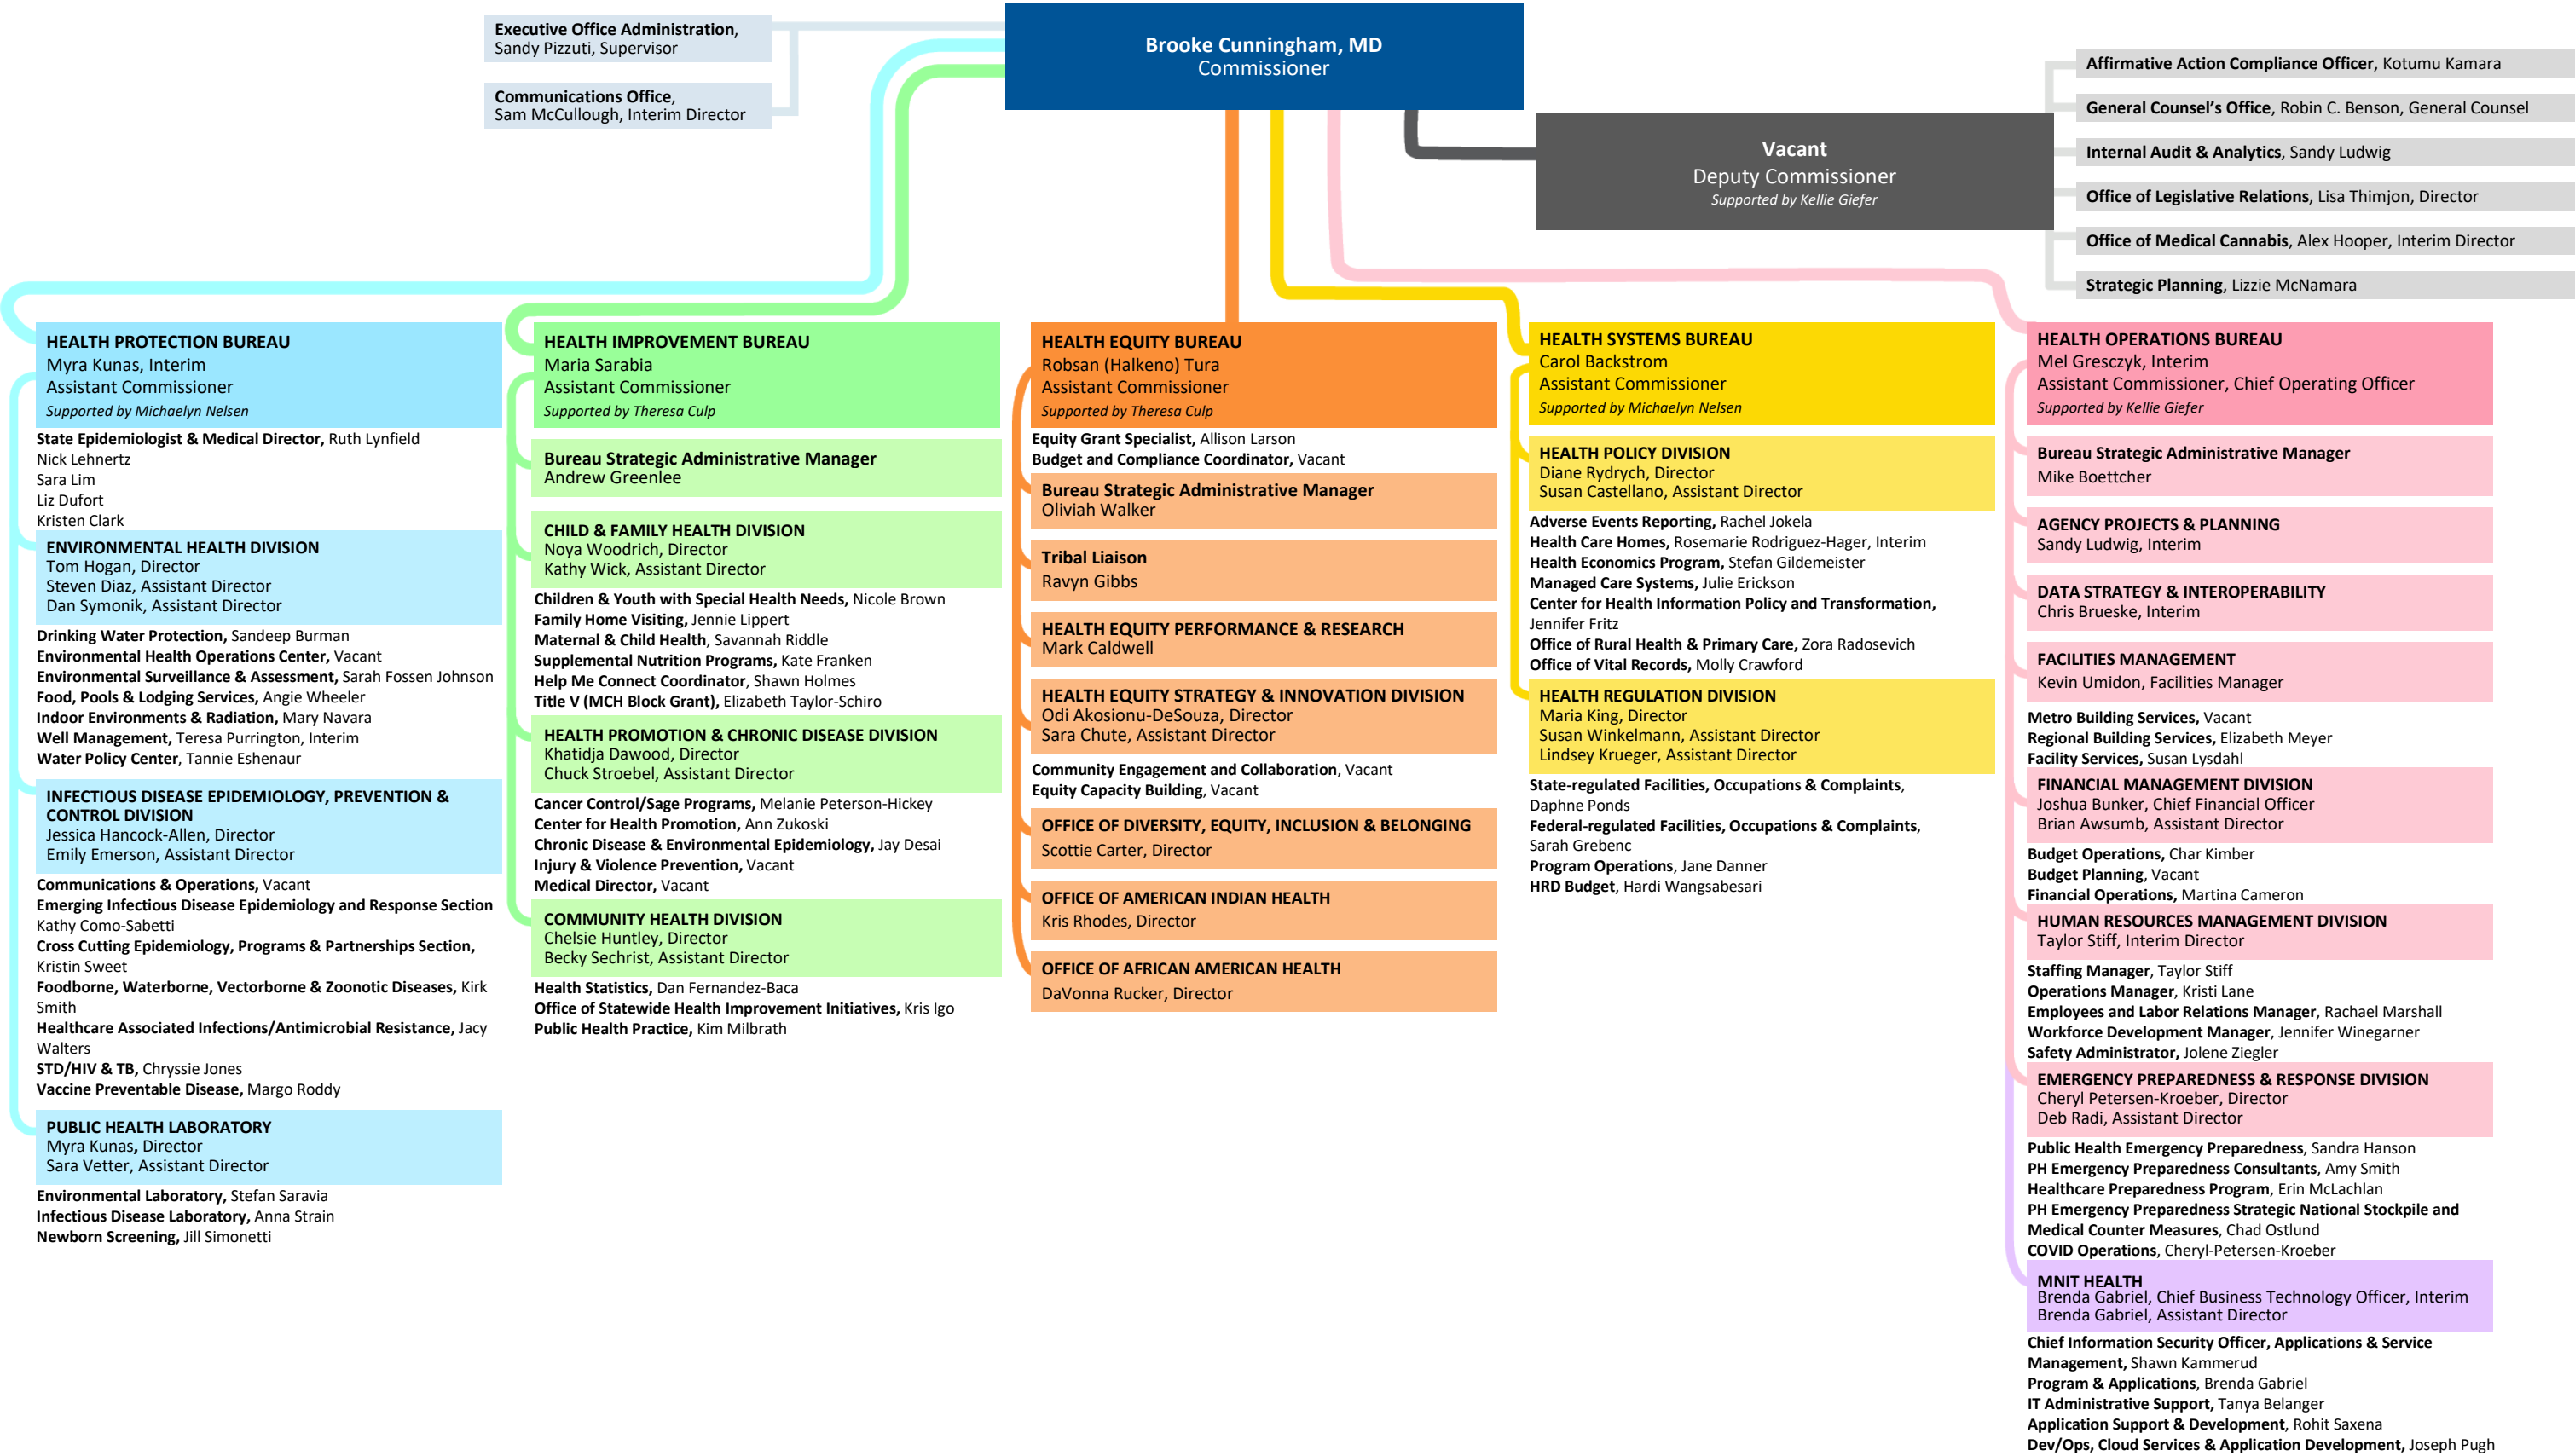 Executive Office Administration,
Sandy Pizzuti, Supervisor
Communications Office,
Sam McCullough, Interim Director
Brooke Cunningham, MD
Commissioner
Vacant
Deputy Commissioner
Supported by Kellie Giefer
Affirmative Action Compliance Officer, Kotumu Kamara
General Counsel's Office, Robin C. Benson, General Counsel
Internal Audit & Analytics, Sandy Ludwig
Office of Legislative Relations, Lisa Thimjon, Director
Office of Medical Cannabis, Alex Hooper, Interim Director
Strategic Planning, Lizzie McNamara
HEALTH PROTECTION BUREAU
Myra Kunas, Interim
Assistant Commissioner
Supported by Michaelyn Nelsen
State Epidemiologist & Medical Director, Ruth Lynfield
Nick Lehnertz
Sara Lim
Liz Dufort
Kristen Clark
ENVIRONMENTAL HEALTH DIVISION
Tom Hogan, Director
Steven Diaz, Assistant Director
Dan Symonik, Assistant Director
Drinking Water Protection, Sandeep Burman
Environmental Health Operations Center, Vacant
Environmental Surveillance & Assessment, Sarah Fossen Johnson
Food, Pools & Lodging Services, Angie Wheeler
Indoor Environments & Radiation, Mary Navara
Well Management, Teresa Purrington, Interim
Water Policy Center, Tannie Eshenaur
INFECTIOUS DISEASE EPIDEMIOLOGY, PREVENTION &
CONTROL DIVISION
Jessica Hancock-Allen, Director
Emily Emerson, Assistant Director
Communications & Operations, Vacant
Emerging Infectious Disease Epidemiology and Response Section
Kathy Como-Sabetti
Cross Cutting Epidemiology, Programs & Partnerships Section,
Kristin Sweet
Foodborne, Waterborne, Vectorborne & Zoonotic Diseases, Kirk
Smith
Healthcare Associated Infections/Antimicrobial Resistance, Jacy
Walters
STD/HIV & TB, Chryssie Jones
Vaccine Preventable Disease, Margo Roddy
PUBLIC HEALTH LABORATORY
Myra Kunas, Director
Sara Vetter, Assistant Director
Environmental Laboratory, Stefan Saravia
Infectious Disease Laboratory, Anna Strain
Newborn Screening, Jill Simonetti
HEALTH IMPROVEMENT BUREAU
Maria Sarabia
Assistant Commissioner
Supported by Theresa Culp
Bureau Strategic Administrative Manager
Andrew Greenlee
CHILD & FAMILY HEALTH DIVISION
Noya Woodrich, Director
Kathy Wick, Assistant Director
Children & Youth with Special Health Needs, Nicole Brown
Family Home Visiting, Jennie Lippert
Maternal & Child Health, Savannah Riddle
Supplemental Nutrition Programs, Kate Franken
Help Me Connect Coordinator, Shawn Holmes
Title V (MCH Block Grant), Elizabeth Taylor-Schiro
HEALTH PROMOTION & CHRONIC DISEASE DIVISION
Khatidja Dawood, Director
Chuck Stroebel, Assistant Director
Cancer Control/Sage Programs, Melanie Peterson-Hickey
Center for Health Promotion, Ann Zukoski
Chronic Disease & Environmental Epidemiology, Jay Desai
Injury & Violence Prevention, Vacant
Medical Director, Vacant
COMMUNITY HEALTH DIVISION
Chelsie Huntley, Director
Becky Sechrist, Assistant Director
Health Statistics, Dan Fernandez-Baca
Office of Statewide Health Improvement Initiatives, Kris Igo
Public Health Practice, Kim Milbrath
HEALTH EQUITY BUREAU
Robsan (Halkeno) Tura
Assistant Commissioner
Supported by Theresa Culp
Equity Grant Specialist, Allison Larson
Budget and Compliance Coordinator, Vacant
Bureau Strategic Administrative Manager
Oliviah Walker
Tribal Liaison
Ravyn Gibbs
HEALTH EQUITY PERFORMANCE & RESEARCH
Mark Caldwell
HEALTH EQUITY STRATEGY & INNOVATION DIVISION
Odi Akosionu-DeSouza, Director
Sara Chute, Assistant Director
Community Engagement and Collaboration, Vacant
Equity Capacity Building, Vacant
OFFICE OF DIVERSITY, EQUITY, INCLUSION & BELONGING
Scottie Carter, Director
OFFICE OF AMERICAN INDIAN HEALTH
Kris Rhodes, Director
OFFICE OF AFRICAN AMERICAN HEALTH
DaVonna Rucker, Director
HEALTH SYSTEMS BUREAU
Carol Backstrom
Assistant Commissioner
Supported by Michaelyn Nelsen
HEALTH POLICY DIVISION
Diane Rydrych, Director
Susan Castellano, Assistant Director
Adverse Events Reporting, Rachel Jokela
Health Care Homes, Rosemarie Rodriguez-Hager, Interim
Health Economics Program, Stefan Gildemeister
Managed Care Systems, Julie Erickson
Center for Health Information Policy and Transformation,
Jennifer Fritz
Office of Rural Health & Primary Care, Zora Radosevich
Office of Vital Records, Molly Crawford
HEALTH REGULATION DIVISION
Maria King, Director
Susan Winkelmann, Assistant Director
Lindsey Krueger, Assistant Director
State-regulated Facilities, Occupations & Complaints,
Daphne Ponds
Federal-regulated Facilities, Occupations & Complaints,
Sarah Grebenc
Program Operations, Jane Danner
HRD Budget, Hardi Wangsabesari
HEALTH OPERATIONS BUREAU
Mel Gresczyk, Interim
Assistant Commissioner, Chief Operating Officer
Supported by Kellie Giefer
Bureau Strategic Administrative Manager
Mike Boettcher
AGENCY PROJECTS & PLANNING
Sandy Ludwig, Interim
DATA STRATEGY & INTEROPERABILITY
Chris Brueske, Interim
FACILITIES MANAGEMENT
Kevin Umidon, Facilities Manager
Metro Building Services, Vacant
Regional Building Services, Elizabeth Meyer
Facility Services, Susan Lysdahl
FINANCIAL MANAGEMENT DIVISION
Joshua Bunker, Chief Financial Officer
Brian Awsumb, Assistant Director
Budget Operations, Char Kimber
Budget Planning, Vacant
Financial Operations, Martina Cameron
HUMAN RESOURCES MANAGEMENT DIVISION
Taylor Stiff, Interim Director
Staffing Manager, Taylor Stiff
Operations Manager, Kristi Lane
Employees and Labor Relations Manager, Rachael Marshall
Workforce Development Manager, Jennifer Winegarner
Safety Administrator, Jolene Ziegler
EMERGENCY PREPAREDNESS & RESPONSE DIVISION
Cheryl Petersen-Kroeber, Director
Deb Radi, Assistant Director
Public Health Emergency Preparedness, Sandra Hanson
PH Emergency Preparedness Consultants, Amy Smith
Healthcare Preparedness Program, Erin McLachlan
PH Emergency Preparedness Strategic National Stockpile and
Medical Counter Measures, Chad Ostlund
COVID Operations, Cheryl-Petersen-Kroeber
MNIT HEALTH
Brenda Gabriel, Chief Business Technology Officer, Interim
Brenda Gabriel, Assistant Director
Chief Information Security Officer, Applications & Service
Management, Shawn Kammerud
Program & Applications, Brenda Gabriel
IT Administrative Support, Tanya Belanger
Application Support & Development, Rohit Saxena
Dev/Ops, Cloud Services & Application Development, Joseph Pugh